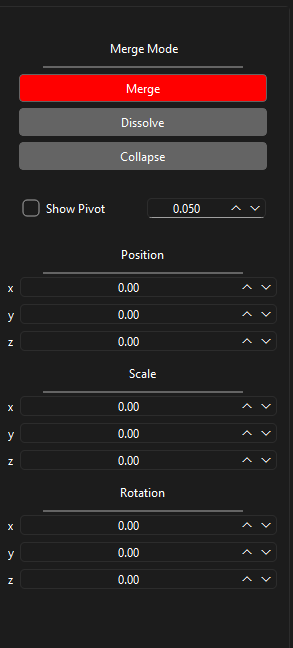 Merge Mode
Merge
Dissolve
Collapse
Show Pivot 0.050
Position
x 0.00
y 0.00
z 0.00
Scale
x 0.00
y 0.00
z 0.00
Rotation
x 0.00
y 0.00
z 0.00